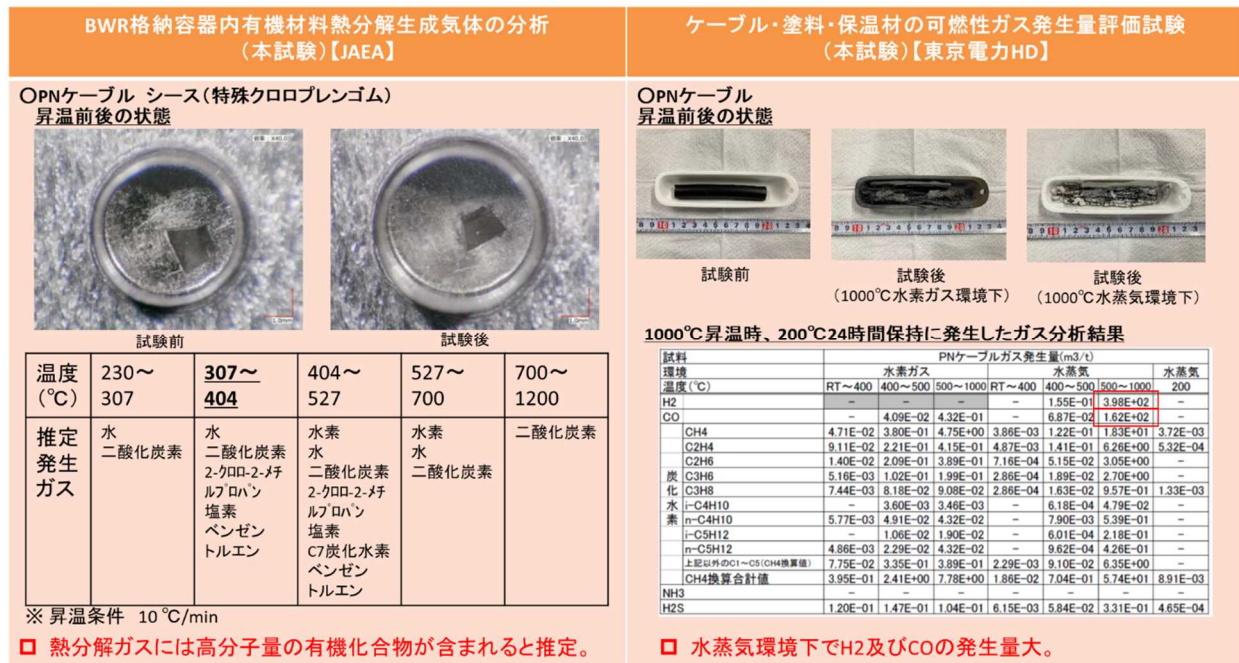 BWR格納容器内有機材料熱分解生成気体の分析
(本試験)【JAEA】
○PNケーブル シース(特殊クロロプレンゴム)
昇温前後の状態
試験前 試験後
温度(℃) 230～307 307～404 404～527 527～700 700～1200
推定発生ガス
水
二酸化炭素
水
二酸化炭素
2-クロロ-2-メチルプロパン
塩素
ベンゼン
トルエン
水素
水
二酸化炭素
2-クロロ-2-メチルプロパン
塩素
C7炭化水素
ベンゼン
トルエン
水素
水
二酸化炭素
二酸化炭素
※ 昇温条件 10 ℃/min
熱分解ガスには高分子量の有機化合物が含まれると推定。
ケーブル・塗料・保温材の可燃性ガス発生量評価試験
(本試験)【東京電力HD】
○PNケーブル
昇温前後の状態
試験前
試験後
(1000℃水素ガス環境下)
試験後
(1000℃水蒸気環境下)
1000℃昇温時、200℃24時間保持に発生したガス分析結果
試料 PNケーブルガス発生量(m3/t)
環境 水素ガス 水蒸気 水蒸気
温度(℃) RT～400 400～500 500～1000 RT～400 400～500 500～1000 200
H2 - - - - 1.55E-01 3.98E+02 -
CO - 4.09E-02 4.32E-01 - 6.87E-02 1.62E+02 -
炭化水素
CH4 4.71E-02 3.80E-01 4.75E+00 3.86E-03 1.22E-01 1.83E+01 3.72E-03
C2H4 9.11E-02 2.21E-01 4.15E-01 4.87E-03 1.41E-01 6.26E+00 5.32E-04
C2H6 1.40E-02 2.09E-01 3.89E-01 7.16E-04 5.15E-02 3.05E+00 -
C3H6 5.16E-03 1.02E-01 1.99E-01 2.86E-04 1.89E-02 2.70E+00 -
C3H8 7.44E-03 8.18E-02 9.08E-02 2.86E-04 1.63E-02 9.57E-01 1.33E-03
i-C4H10 - 3.60E-03 3.46E-03 - 6.18E-04 4.79E-02 -
n-C4H10 5.77E-03 4.91E-02 4.32E-02 - 7.90E-03 5.39E-01 -
i-C5H12 - 1.06E-02 1.90E-02 - 6.01E-04 2.18E-01 -
n-C5H12 4.86E-03 2.29E-02 4.32E-02 - 9.62E-04 4.26E-01 -
上記以外のC1～C5(CH4換算値) 7.75E-02 3.35E-01 3.89E-01 2.29E-03 9.10E-02 6.35E+00 -
CH4換算合計値 3.95E-01 2.41E+00 7.78E+00 1.86E-02 7.04E-01 5.74E+01 8.91E-03
NH3 - - - - - - -
H2S 1.20E-01 1.47E-01 1.04E-01 6.15E-03 5.84E-02 3.31E-01 4.65E-04
水蒸気環境下でH2及びCOの発生量大。